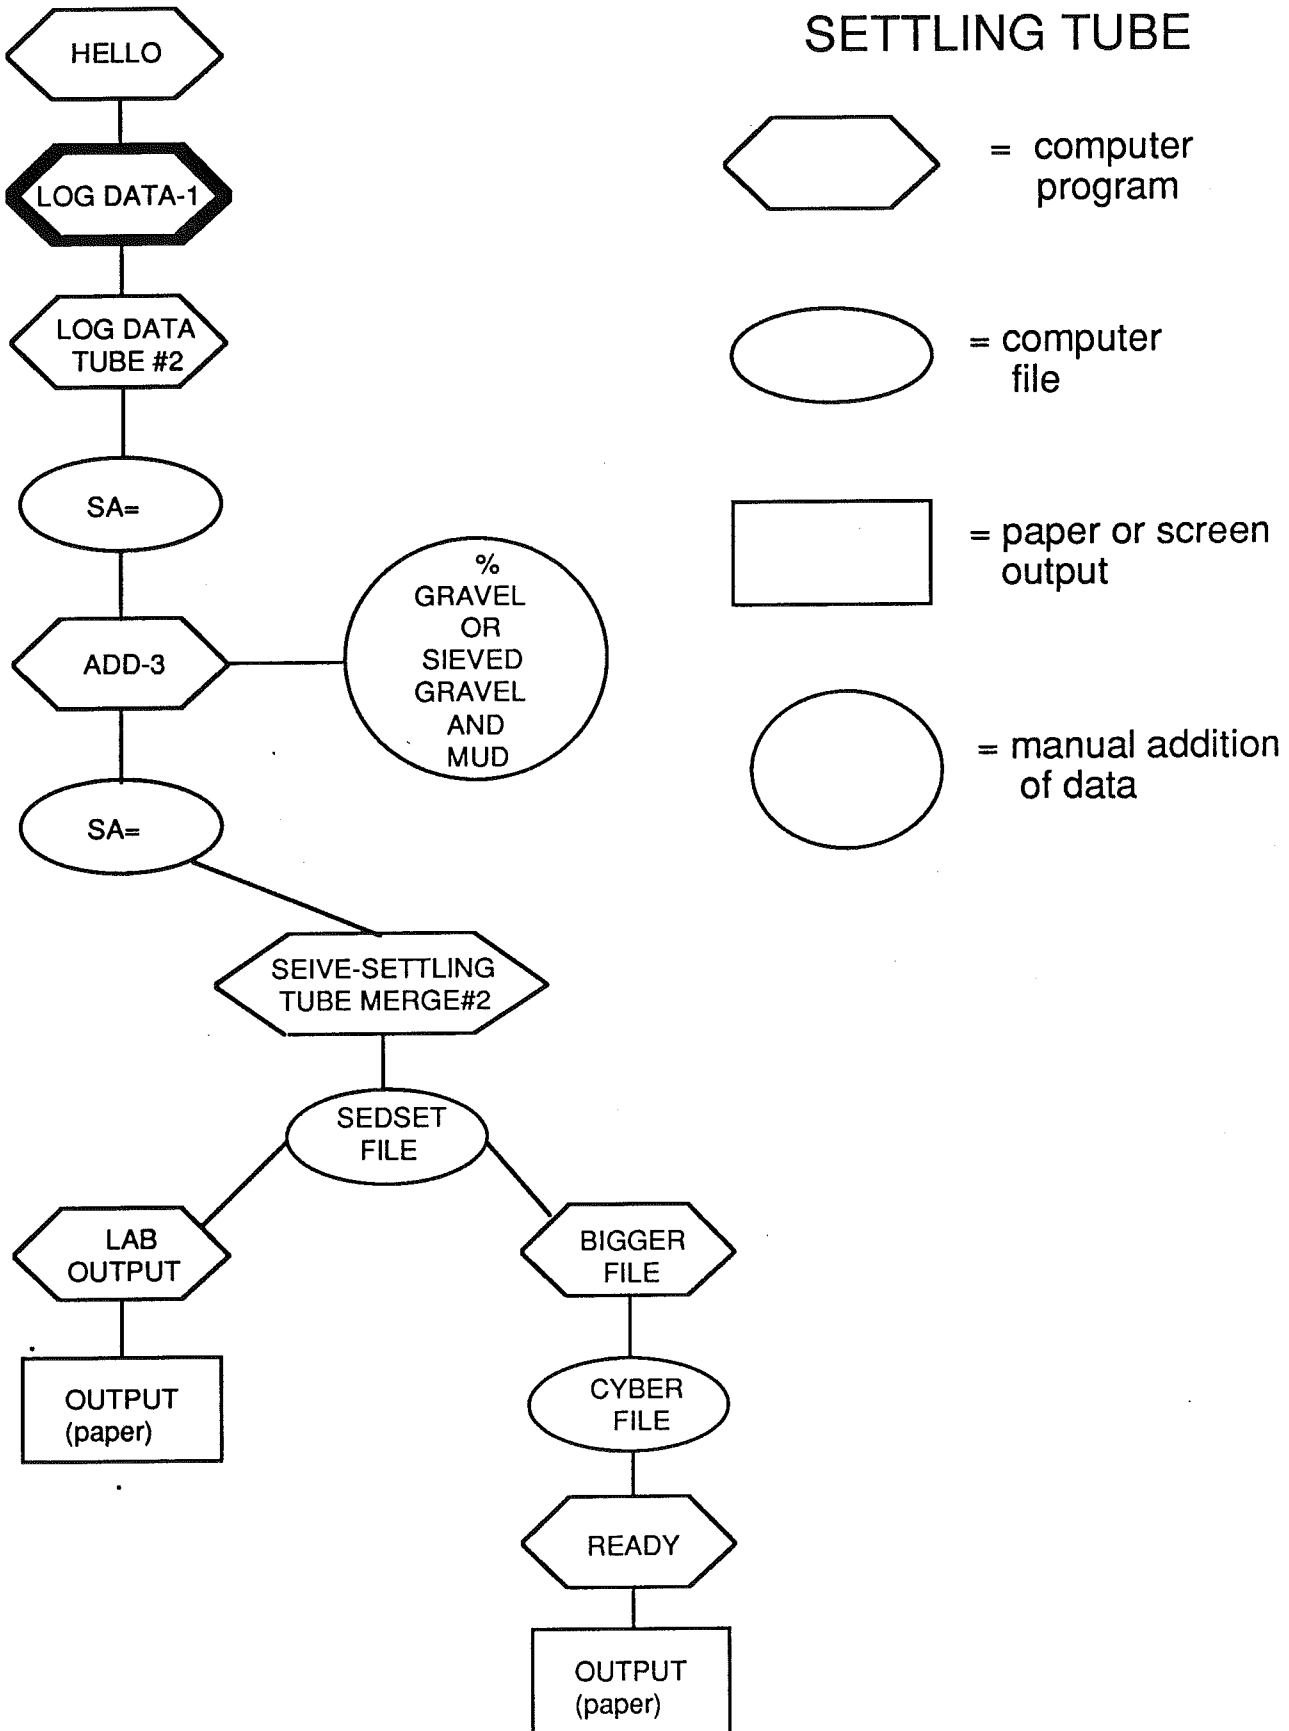 SETTLING TUBE
HELLO
LOG DATA-1
LOG DATA
TUBE #2
SA=
ADD-3
%
GRAVEL
OR
SIEVED
GRAVEL
AND
MUD
SA=
SEIVE-SETTLING
TUBE MERGE#2
SEDSET
FILE
LAB
OUTPUT
OUTPUT
(paper)
BIGGER
FILE
CYBER
FILE
READY
OUTPUT
(paper)
= computer
program
= computer
file
= paper or screen
output
= manual addition
of data